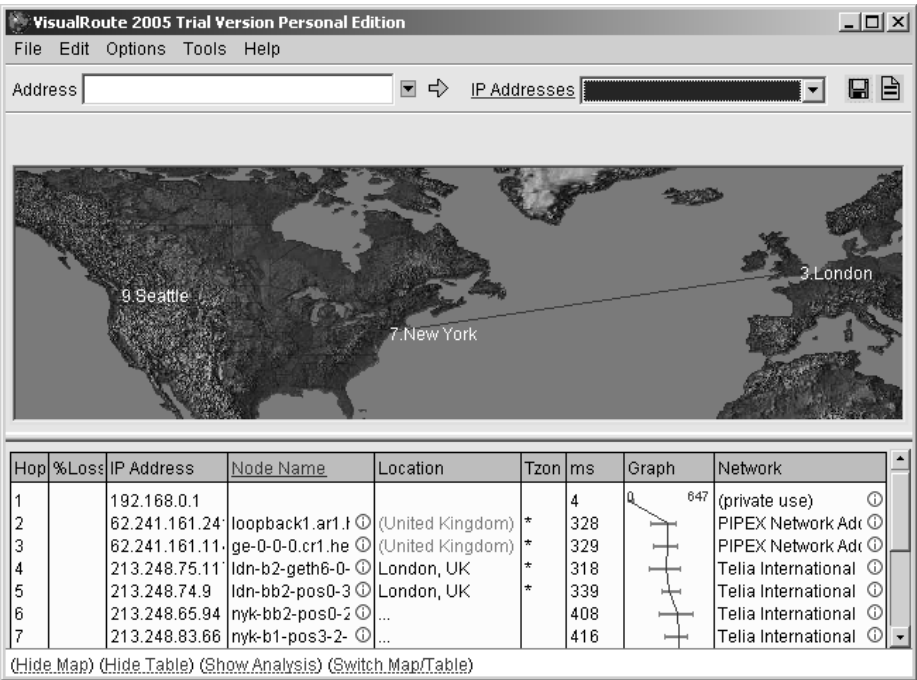 VisualRoute 2005 Trial Version Personal Edition
File Edit Options Tools Help
Address IP Addresses
9.Seattle
3.London
7.New York
Hop %Loss IP Address Node Name Location Tzon ms Graph Network
1 192.168.0.1 4 0 647 (private use)
2 62.241.161.24 loopback1.ar1. (United Kingdom) * 328 PIPEX Network
3 62.241.161.11 ge-0-0-0.cr1.he (United Kingdom) * 329 PIPEX Network
4 213.248.75.11 ldn-b2-geth6-0- London, UK * 318 Telia International
5 213.248.74.9 ldn-bb2-pos0-3 London, UK * 339 Telia International
6 213.248.65.94 nyk-bb2-pos0-2 ... 408 Telia International
7 213.248.83.66 nyk-b1-pos3-2- ... 416 Telia International
(Hide Map) (Hide Table) (Show Analysis) (Switch Map/Table)